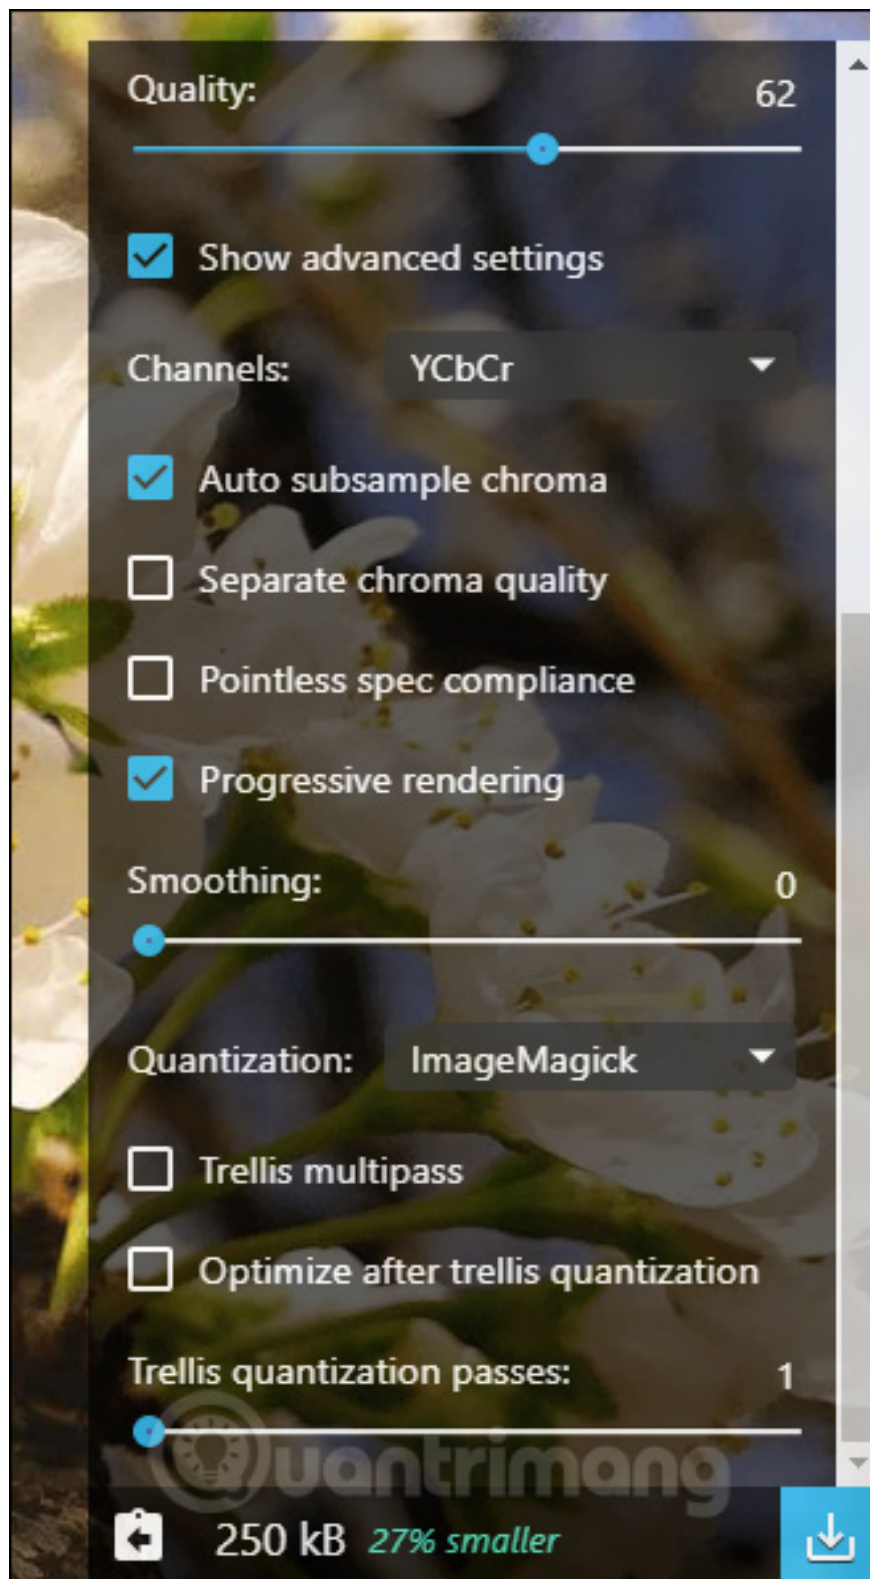 Quality: 62
Show advanced settings
Channels: YCbCr
Auto subsample chroma
Separate chroma quality
Pointless spec compliance
Progressive rendering
Smoothing: 0
Quantization: ImageMagick
Trellis multipass
Optimize after trellis quantization
Trellis quantization passes: 1
Quantrimang
250 kB 27% smaller